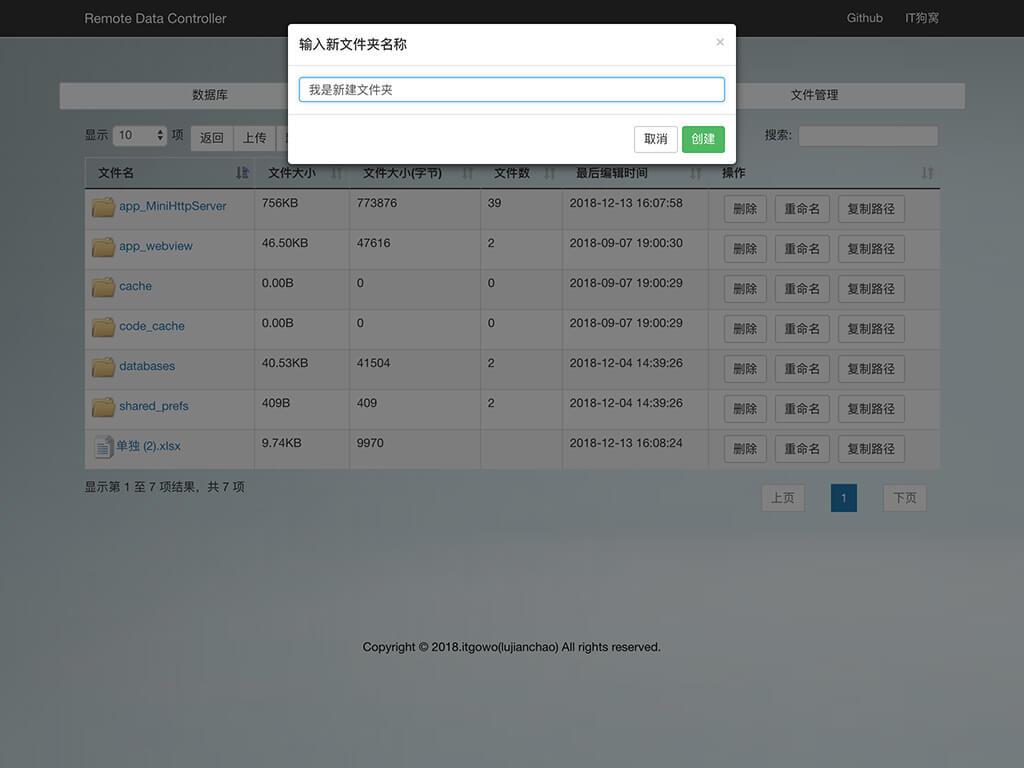 Remote Data Controller Github IT狗窝
输入新文件夹名称 ×
我是新建文件夹
取消 创建
数据库 文件管理
显示 10 项 返回 上传 搜索:
文件名 文件大小 文件大小(字节) 文件数 最后编辑时间 操作
app_MiniHttpServer 756KB 773876 39 2018-12-13 16:07:58 删除 重命名 复制路径
app_webview 46.50KB 47616 2 2018-09-07 19:00:30 删除 重命名 复制路径
cache 0.00B 0 0 2018-09-07 19:00:29 删除 重命名 复制路径
code_cache 0.00B 0 0 2018-09-07 19:00:29 删除 重命名 复制路径
databases 40.53KB 41504 2 2018-12-04 14:39:26 删除 重命名 复制路径
shared_prefs 409B 409 2 2018-12-04 14:39:26 删除 重命名 复制路径
单独 (2).xlsx 9.74KB 9970 2018-12-13 16:08:24 删除 重命名 复制路径
显示第 1 至 7 项结果，共 7 项 上页 1 下页
Copyright © 2018.itgowo(lujianchao) All rights reserved.